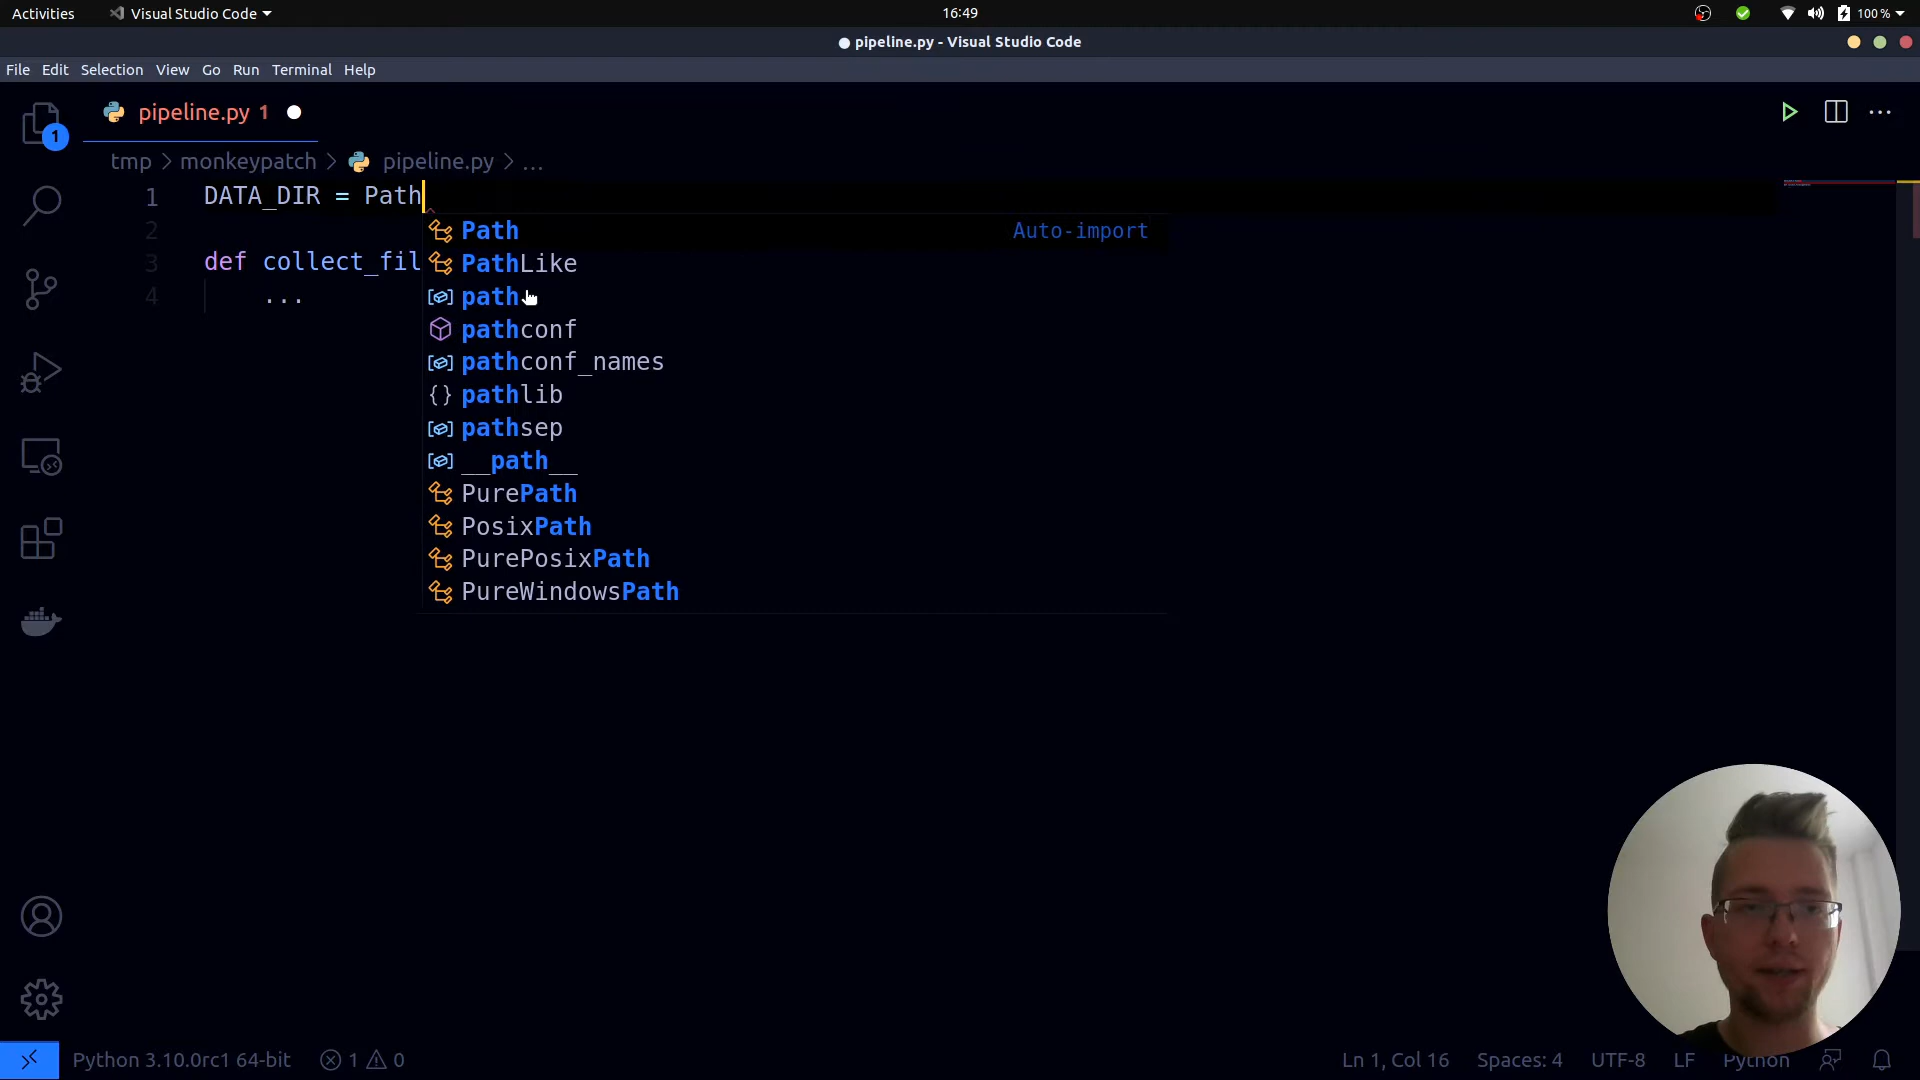 Activities Visual Studio Code 16:49 100 %
● pipeline.py - Visual Studio Code
File Edit Selection View Go Run Terminal Help
pipeline.py 1
1
tmp > monkeypatch > pipeline.py > ...
1 DATA_DIR = Path
2
3 def collect_fil
4 ...
Path Auto-import
PathLike
path
pathconf
pathconf_names
pathlib
pathsep
__path__
PurePath
PosixPath
PurePosixPath
PureWindowsPath
Python 3.10.0rc1 64-bit 1 0 Ln 1, Col 16 Spaces: 4 UTF-8 LF Python